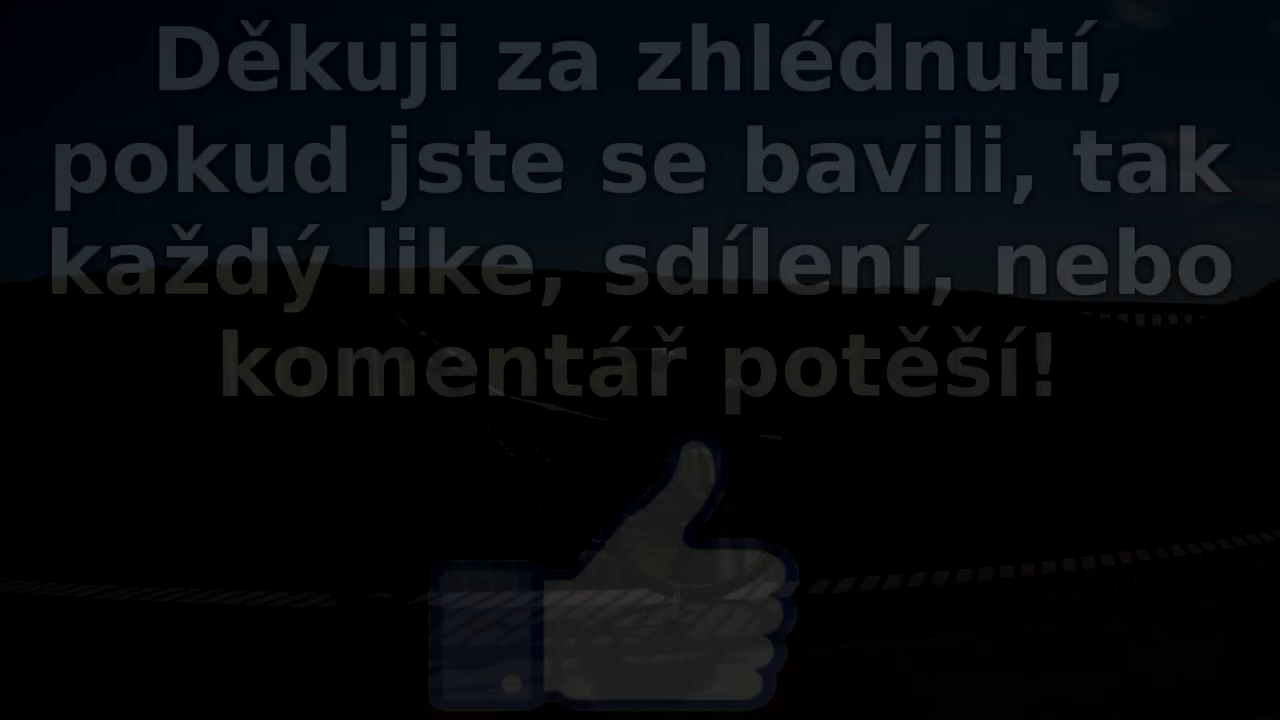 Děkuji za zhlédnutí,
pokud jste se bavili, tak
každý like, sdílení, nebo
komentář potěší!